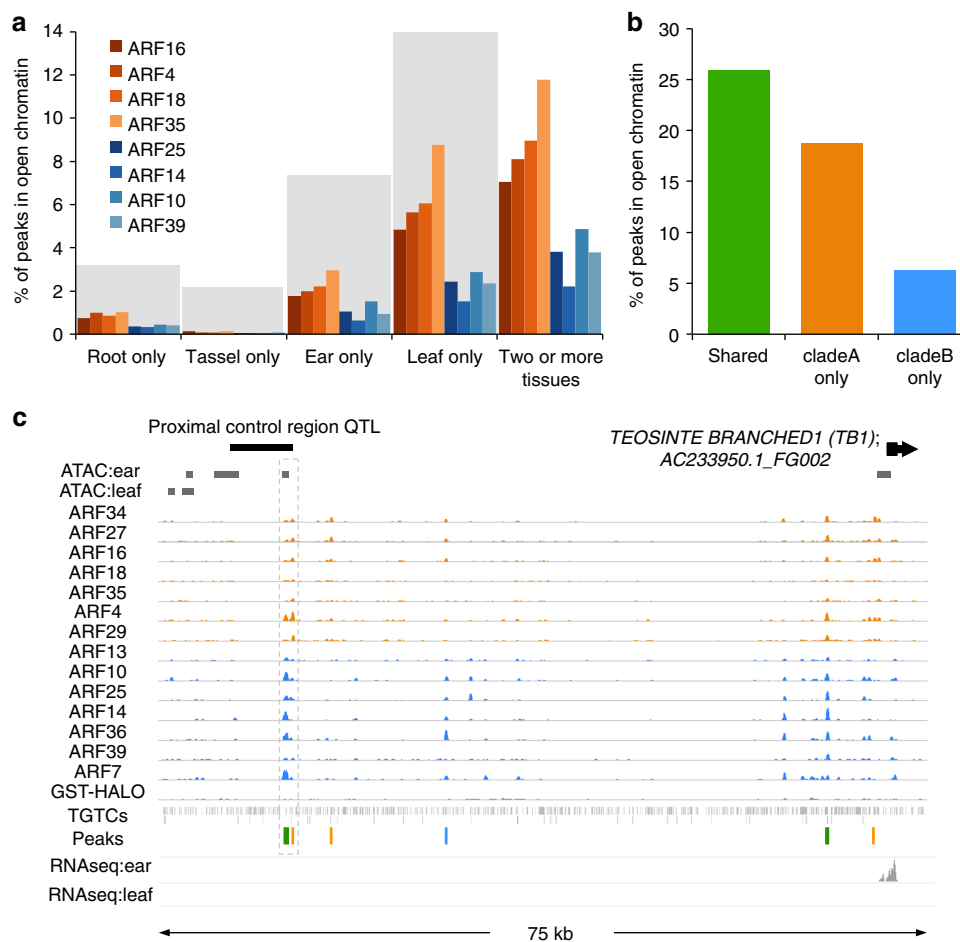 a
% of peaks in open chromatin
14
12
10
8
6
4
2
0
ARF16
ARF4
ARF18
ARF35
ARF25
ARF14
ARF10
ARF39
Root only
Tassel only
Ear only
Leaf only
Two or more
tissues
b
% of peaks in open chromatin
30
25
20
15
10
5
0
Shared
cladeA
only
cladeB
only
c
Proximal control region QTL
TEOSINTE BRANCHED1 (TB1);
AC233950.1_FG002
ATAC:ear
ATAC:leaf
ARF34
ARF27
ARF16
ARF18
ARF35
ARF4
ARF29
ARF13
ARF10
ARF25
ARF14
ARF36
ARF39
ARF7
GST-HALO
TGTCs
Peaks
RNAseq:ear
RNAseq:leaf
75 kb